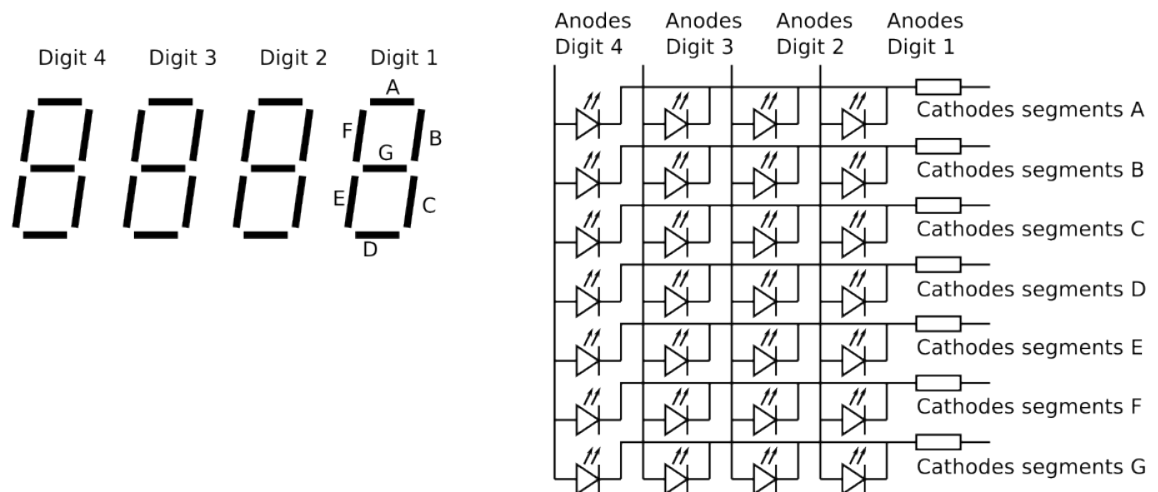 Digit 4 Digit 3 Digit 2 Digit 1
A
F
B
G
E
C
D
Anodes Anodes Anodes Anodes
Digit 4 Digit 3 Digit 2 Digit 1
Cathodes segments A
Cathodes segments B
Cathodes segments C
Cathodes segments D
Cathodes segments E
Cathodes segments F
Cathodes segments G